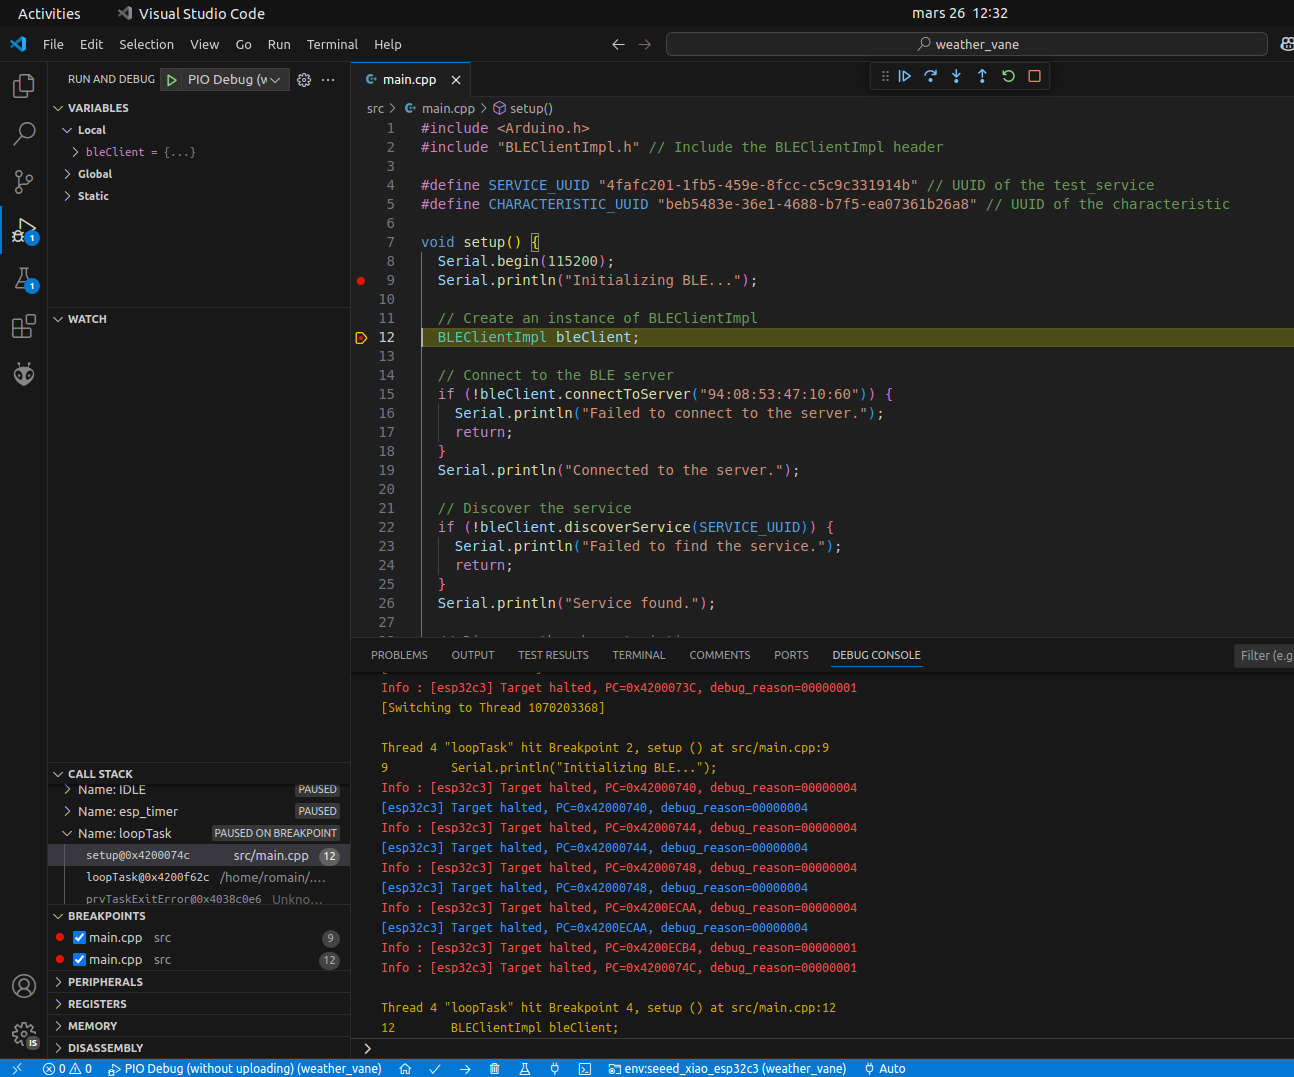 Activities
Visual Studio Code
mars 26 12:32
File Edit Selection View Go Run Terminal Help
weather_vane
RUN AND DEBUG
PIO Debug (w
VARIABLES
Local
bleClient = {...}
Global
Static
WATCH
CALL STACK
Name: IDLE PAUSED
Name: esp_timer PAUSED
Name: loopTask PAUSED ON BREAKPOINT
setup@0x4200074c src/main.cpp 12
loopTask@0x4200f62c /home/romain/....
prvTaskExitError@0x4038c0e6 Unkno...
BREAKPOINTS
main.cpp src 9
main.cpp src 12
PERIPHERALS
REGISTERS
MEMORY
DISASSEMBLY
1
1
IS
main.cpp
src > main.cpp > setup()
1 #include <Arduino.h>
2 #include "BLEClientImpl.h" // Include the BLEClientImpl header
3
4 #define SERVICE_UUID "4fafc201-1fb5-459e-8fcc-c5c9c331914b" // UUID of the test_service
5 #define CHARACTERISTIC_UUID "beb5483e-36e1-4688-b7f5-ea07361b26a8" // UUID of the characteristic
6
7 void setup() {
8 Serial.begin(115200);
9 Serial.println("Initializing BLE...");
10
11 // Create an instance of BLEClientImpl
12 BLEClientImpl bleClient;
13
14 // Connect to the BLE server
15 if (!bleClient.connectToServer("94:08:53:47:10:60")) {
16 Serial.println("Failed to connect to the server.");
17 return;
18 }
19 Serial.println("Connected to the server.");
20
21 // Discover the service
22 if (!bleClient.discoverService(SERVICE_UUID)) {
23 Serial.println("Failed to find the service.");
24 return;
25 }
26 Serial.println("Service found.");
27
PROBLEMS OUTPUT TEST RESULTS TERMINAL COMMENTS PORTS DEBUG CONSOLE
Filter (e.g
Info : [esp32c3] Target halted, PC=0x4200073C, debug_reason=00000001
[Switching to Thread 1070203368]
Thread 4 "loopTask" hit Breakpoint 2, setup () at src/main.cpp:9
9 Serial.println("Initializing BLE...");
Info : [esp32c3] Target halted, PC=0x42000740, debug_reason=00000004
[esp32c3] Target halted, PC=0x42000740, debug_reason=00000004
Info : [esp32c3] Target halted, PC=0x42000744, debug_reason=00000004
[esp32c3] Target halted, PC=0x42000744, debug_reason=00000004
Info : [esp32c3] Target halted, PC=0x42000748, debug_reason=00000004
[esp32c3] Target halted, PC=0x42000748, debug_reason=00000004
Info : [esp32c3] Target halted, PC=0x4200ECAA, debug_reason=00000004
[esp32c3] Target halted, PC=0x4200ECAA, debug_reason=00000004
Info : [esp32c3] Target halted, PC=0x4200ECB4, debug_reason=00000001
Info : [esp32c3] Target halted, PC=0x4200074C, debug_reason=00000001
Thread 4 "loopTask" hit Breakpoint 4, setup () at src/main.cpp:12
12 BLEClientImpl bleClient;
>
0 0 PIO Debug (without uploading) (weather_vane) env:seeed_xiao_esp32c3 (weather_vane) Auto